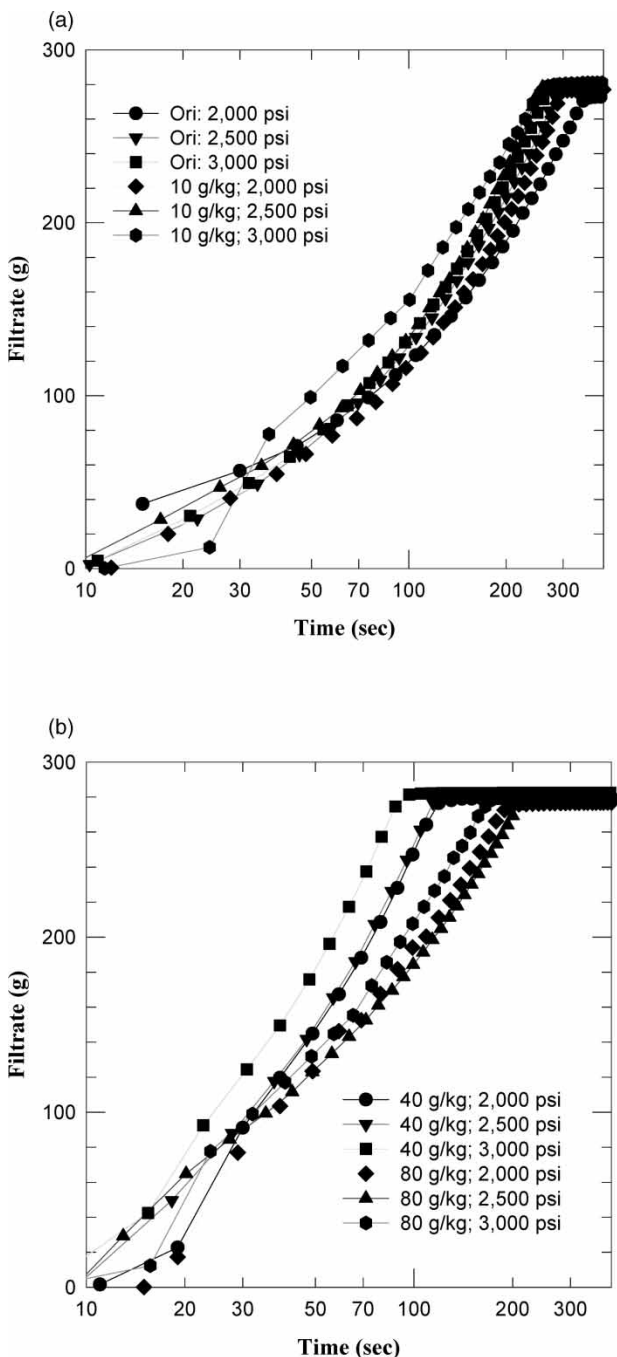 (a)
300
200
100
0
Filtrate (g)
Ori: 2,000 psi
Ori: 2,500 psi
Ori: 3,000 psi
10 g/kg; 2,000 psi
10 g/kg; 2,500 psi
10 g/kg; 3,000 psi
10 20 30 50 70 100 200 300
Time (sec)
(b)
300
200
100
0
Filtrate (g)
40 g/kg; 2,000 psi
40 g/kg; 2,500 psi
40 g/kg; 3,000 psi
80 g/kg; 2,000 psi
80 g/kg; 2,500 psi
80 g/kg; 3,000 psi
10 20 30 50 70 100 200 300
Time (sec)